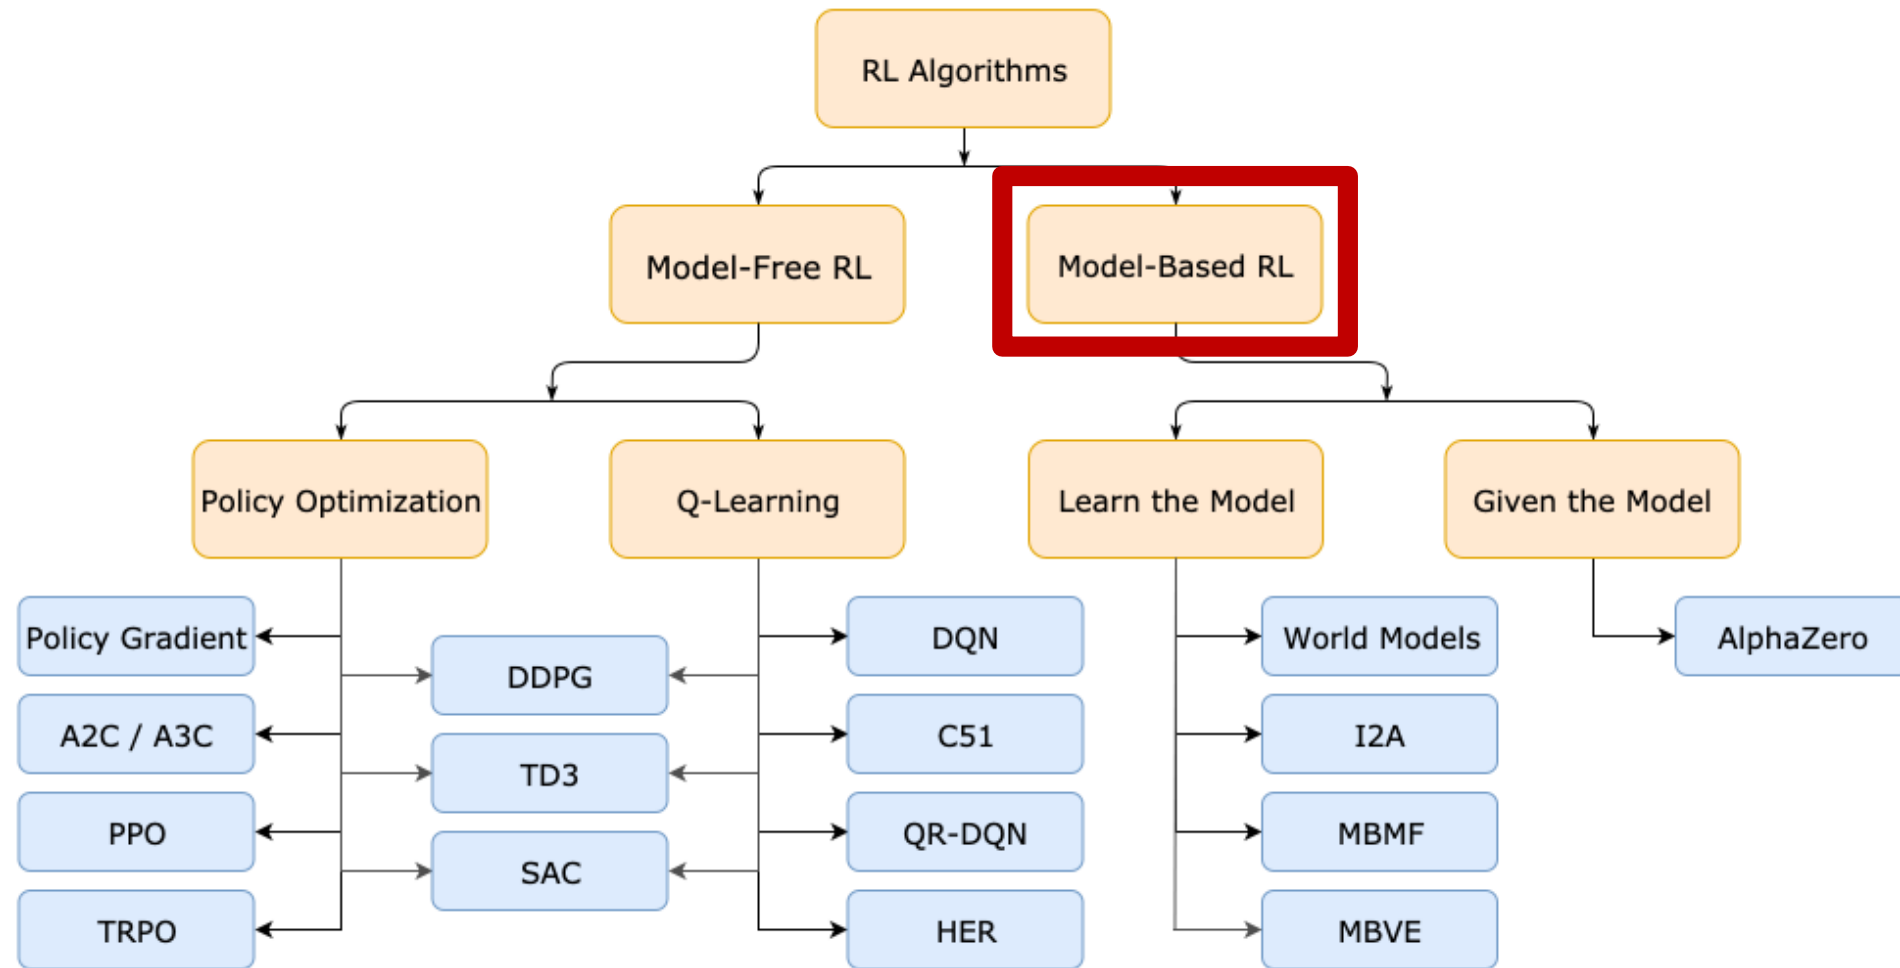 RL Algorithms
Model-Free RL
Model-Based RL
Policy Optimization
Q-Learning
Learn the Model
Given the Model
Policy Gradient
DDPG
DQN
World Models
AlphaZero
A2C / A3C
TD3
C51
I2A
PPO
SAC
QR-DQN
MBMF
TRPO
HER
MBVE